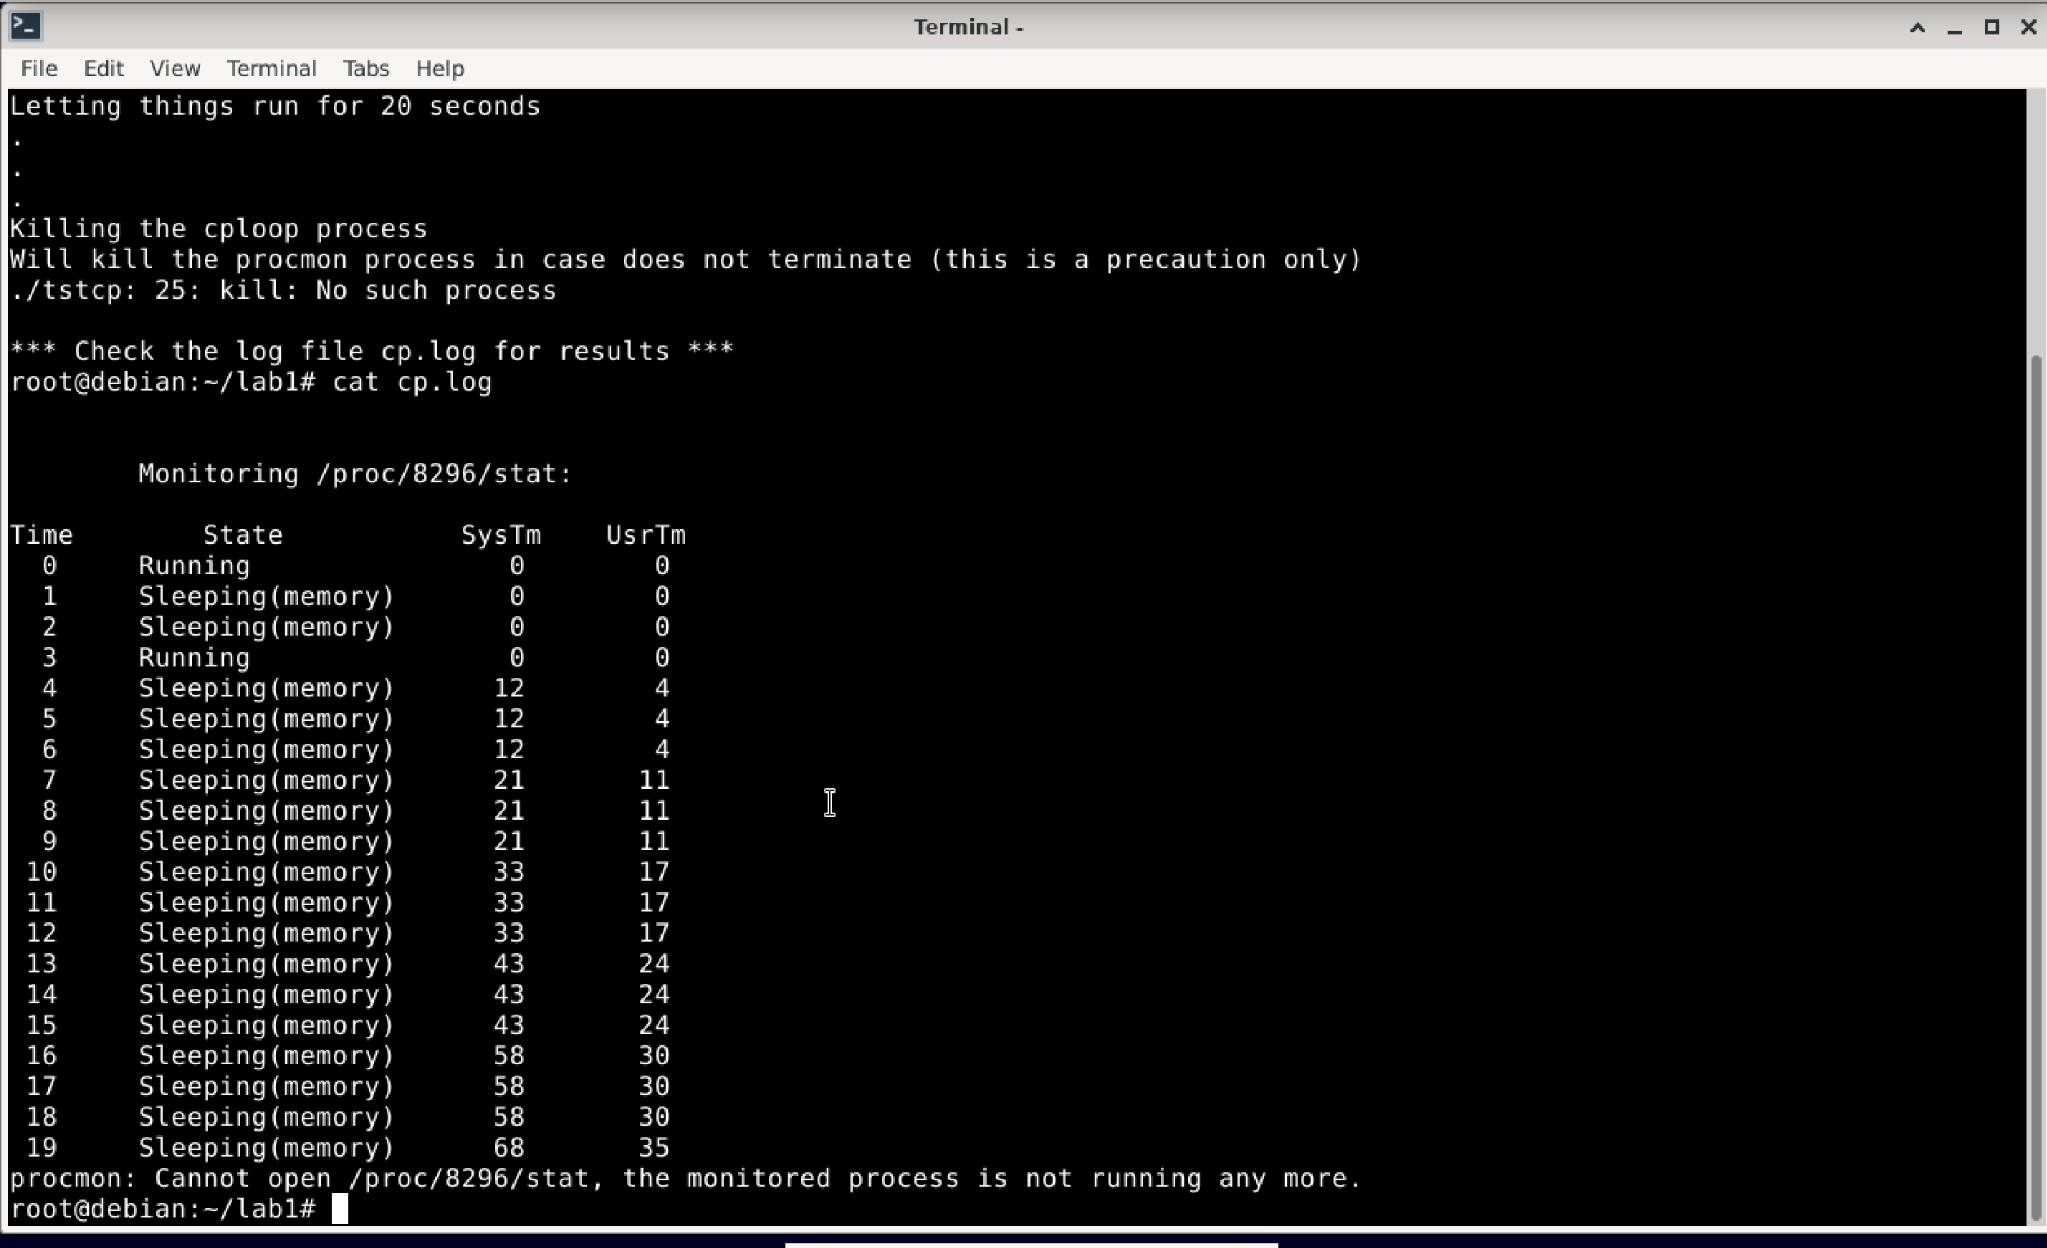 Terminal -
File Edit View Terminal Tabs Help
Letting things run for 20 seconds
.
.
.
Killing the cploop process
Will kill the procmon process in case does not terminate (this is a precaution only)
./tstcp: 25: kill: No such process
*** Check the log file cp.log for results ***
root@debian:~/lab1# cat cp.log
Monitoring /proc/8296/stat:
Time State SysTm UsrTm
0 Running 0 0
1 Sleeping(memory) 0 0
2 Sleeping(memory) 0 0
3 Running 0 0
4 Sleeping(memory) 12 4
5 Sleeping(memory) 12 4
6 Sleeping(memory) 12 4
7 Sleeping(memory) 21 11
8 Sleeping(memory) 21 11
9 Sleeping(memory) 21 11
10 Sleeping(memory) 33 17
11 Sleeping(memory) 33 17
12 Sleeping(memory) 33 17
13 Sleeping(memory) 43 24
14 Sleeping(memory) 43 24
15 Sleeping(memory) 43 24
16 Sleeping(memory) 58 30
17 Sleeping(memory) 58 30
18 Sleeping(memory) 58 30
19 Sleeping(memory) 68 35
procmon: Cannot open /proc/8296/stat, the monitored process is not running any more.
root@debian:~/lab1#